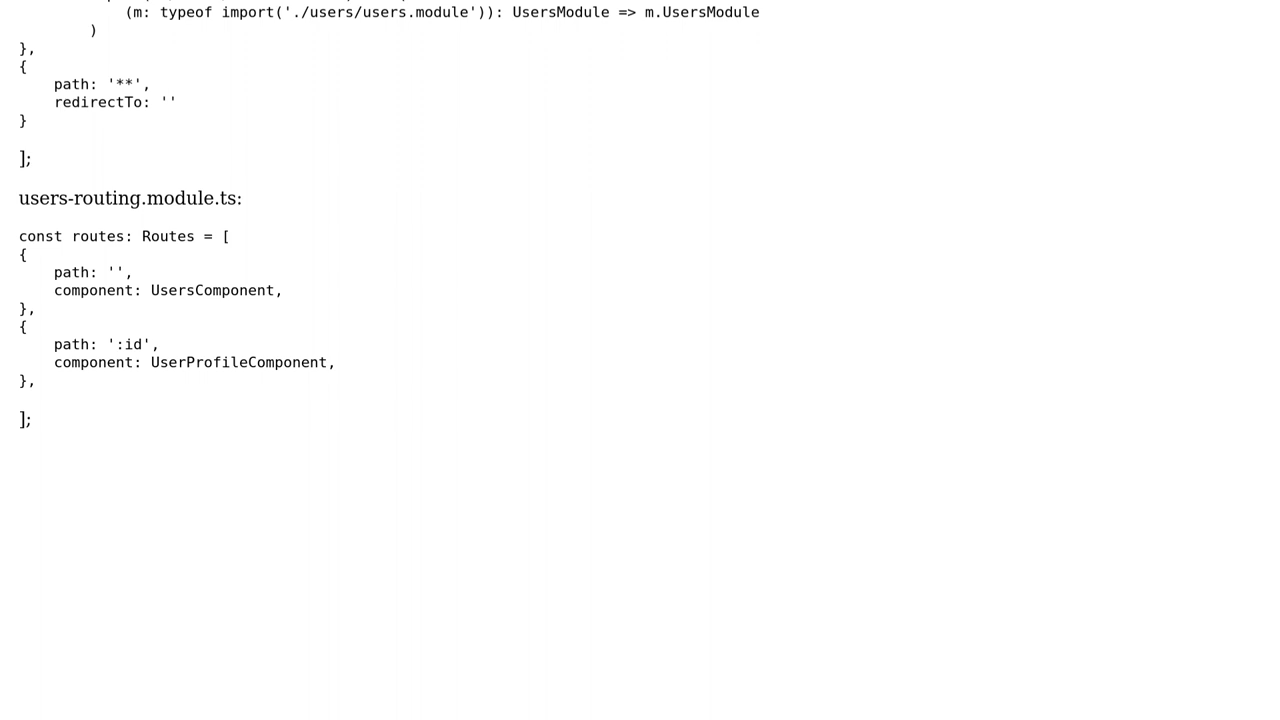 (m: typeof import('./users/users.module')): UsersModule => m.UsersModule
)
},
{
path: '**',
redirectTo: ''
}
];
users-routing.module.ts:
const routes: Routes = [
{
path: '',
component: UsersComponent,
},
{
path: ':id',
component: UserProfileComponent,
},
];